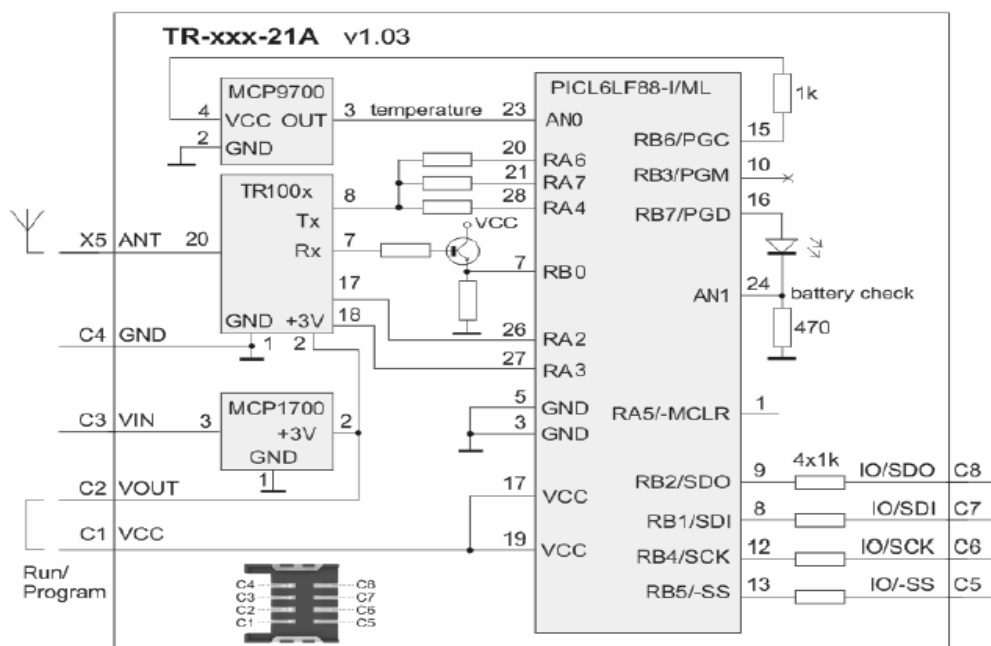 TR-xxx-21A v1.03
MCP9700
4 VCC OUT 3 temperature 23 AN0
2 GND
PICL6LF88-I/ML
1k
RB6/PGC 15
RB3/PGM 10
RB7/PGD 16
TR100x
8
Tx
Rx 7
20 RA6
21 RA7
28 RA4
VCC
7 RB0
X5 ANT 20
17
18
GND +3V
1 2
C4 GND
26 RA2
27 RA3
AN1 24 battery check
470
5 GND
3 GND
RA5/-MCLR 1
C3 VIN 3
MCP1700
+3V 2
GND
1
C2 VOUT
C1 VCC
17 VCC
19 VCC
4x1k
RB2/SDO 9 IO/SDO C8
RB1/SDI 8 IO/SDI C7
RB4/SCK 12 IO/SCK C6
RB5/-SS 13 IO/-SS C5
Run/
Program
C4 C8
C3 C7
C2 C6
C1 C5